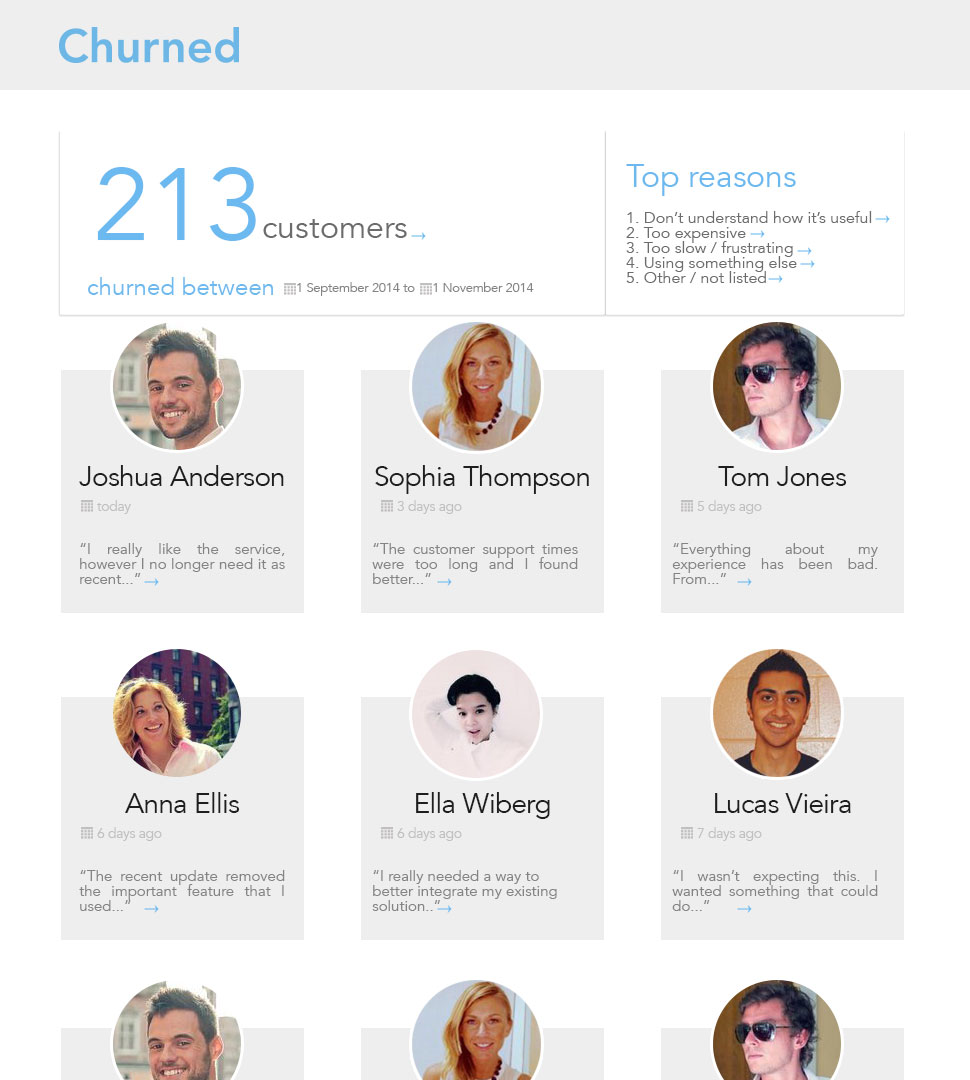 Churned
213 customers →
churned between 1 September 2014 to 1 November 2014
Top reasons
1. Don't understand how it's useful →
2. Too expensive →
3. Too slow / frustrating →
4. Using something else →
5. Other / not listed →
Joshua Anderson
today
“I really like the service,
however I no longer need it as
recent...” →
Sophia Thompson
3 days ago
“The customer support times
were too long and I found
better...” →
Tom Jones
5 days ago
“Everything about my
experience has been bad.
From...” →
Anna Ellis
6 days ago
“The recent update removed
the important feature that I
used...” →
Ella Wiberg
6 days ago
“I really needed a way to
better integrate my existing
solution..” →
Lucas Vieira
7 days ago
“I wasn't expecting this. I
wanted something that could
do...” →